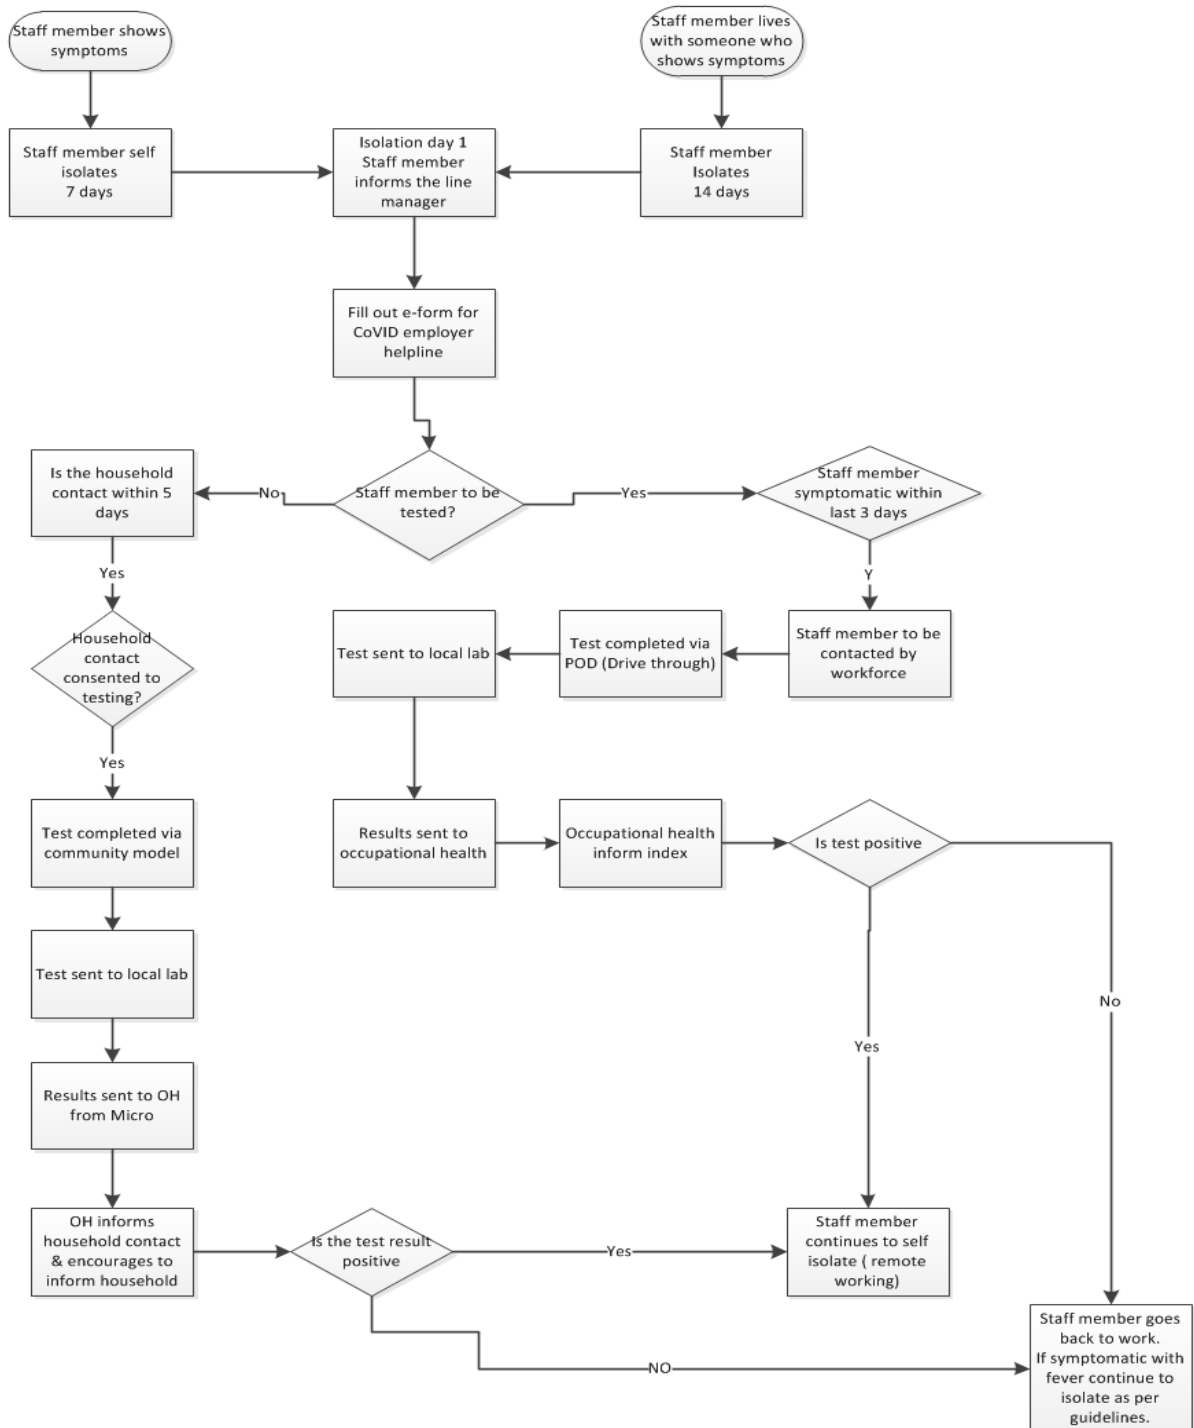 Staff member shows
symptoms
Staff member lives
with someone who
shows symptoms
Staff member self
isolates
7 days
Isolation day 1
Staff member
informs the line
manager
Staff member
Isolates
14 days
Fill out e-form for
CoVID employer
helpline
Is the household
contact within 5
days
No
Staff member to be
tested?
Yes
Staff member
symptomatic within
last 3 days
Yes
Y
Household
contact
consented to
testing?
Test sent to local lab
Test completed via
POD (Drive through)
Staff member to be
contacted by
workforce
Yes
Test completed via
community model
Results sent to
occupational health
Occupational health
inform index
Is test positive
Test sent to local lab
No
Yes
Results sent to OH
from Micro
OH informs
household contact
& encourages to
inform household
Is the test result
positive
Yes
Staff member
continues to self
isolate ( remote
working)
NO
Staff member goes
back to work.
If symptomatic with
fever continue to
isolate as per
guidelines.